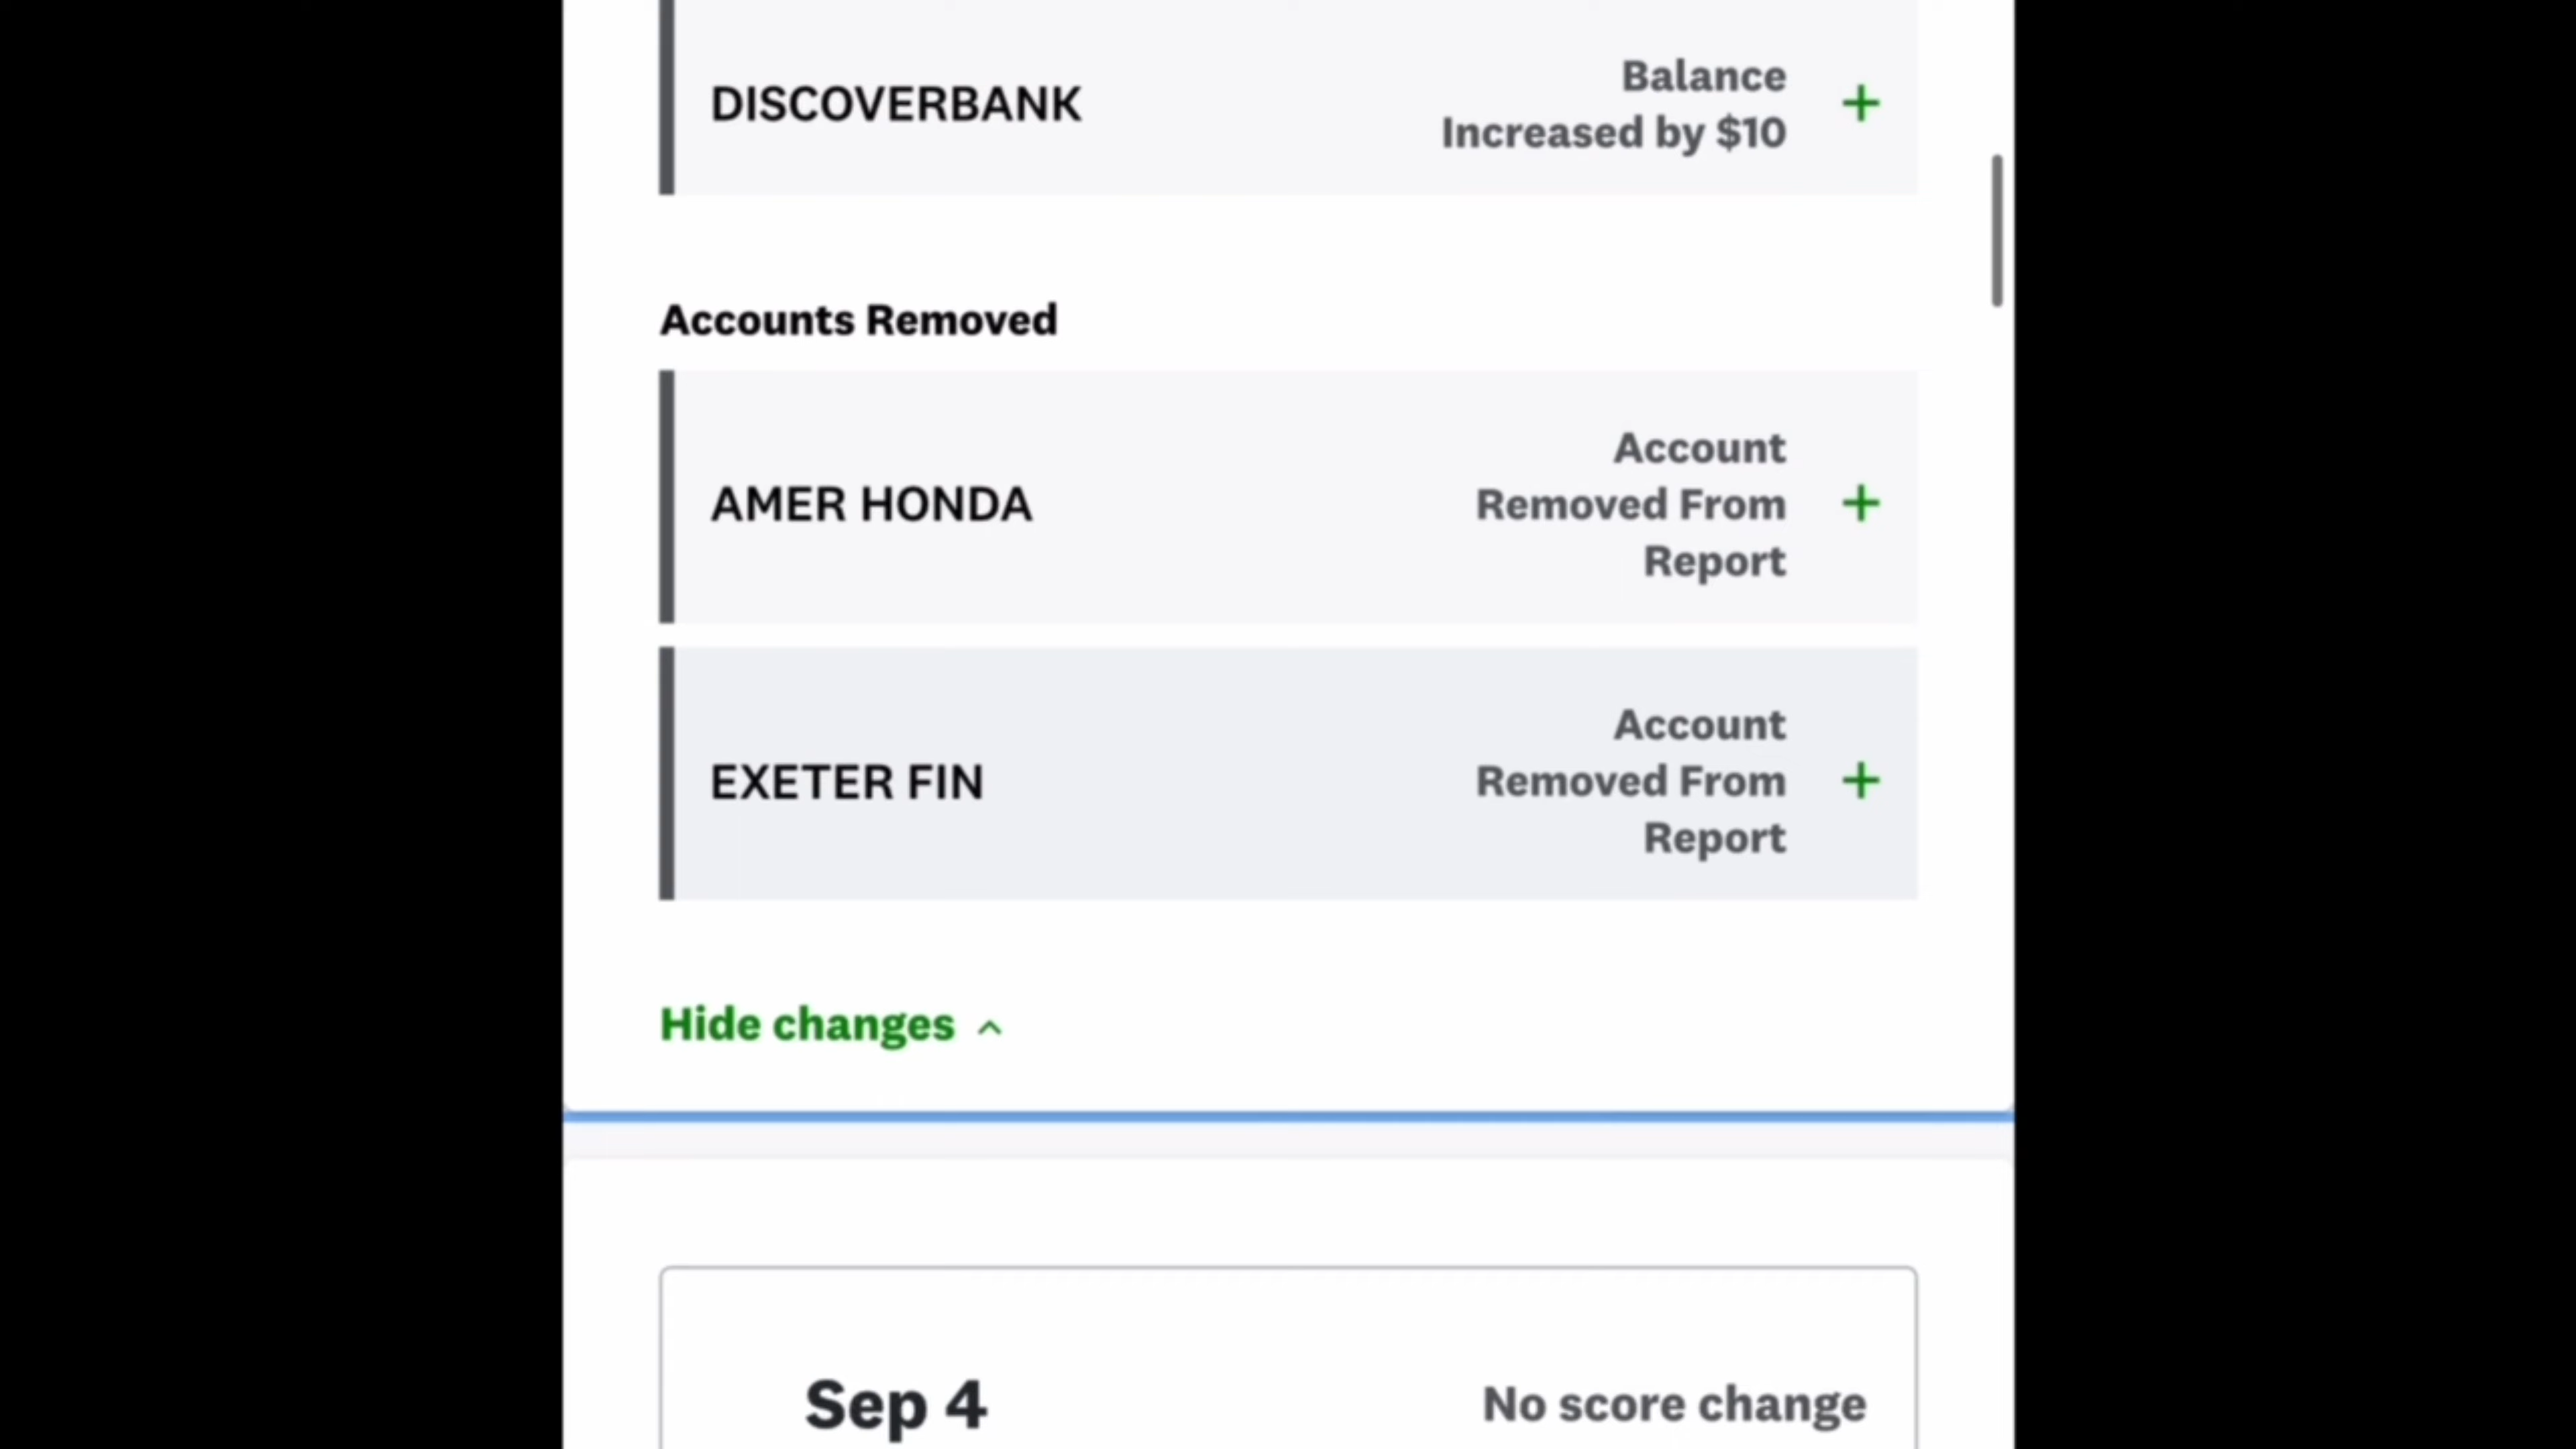 DISCOVERBANK
Balance
Increased by $10
Accounts Removed
AMER HONDA
Account
Removed From
Report
EXETER FIN
Account
Removed From
Report
Hide changes
Sep 4
No score change